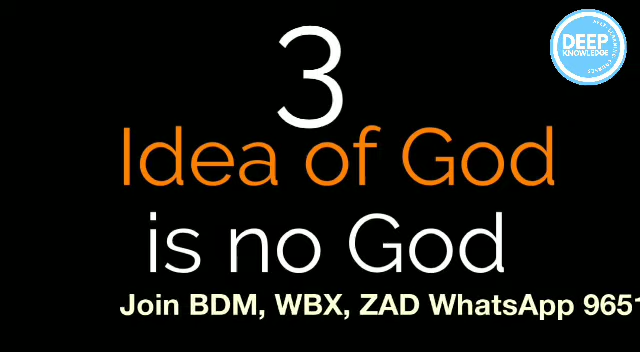 3
DEEP
KNOWLEDGE
Idea of God
is no God
Join BDM, WBX, ZAD WhatsApp 9651